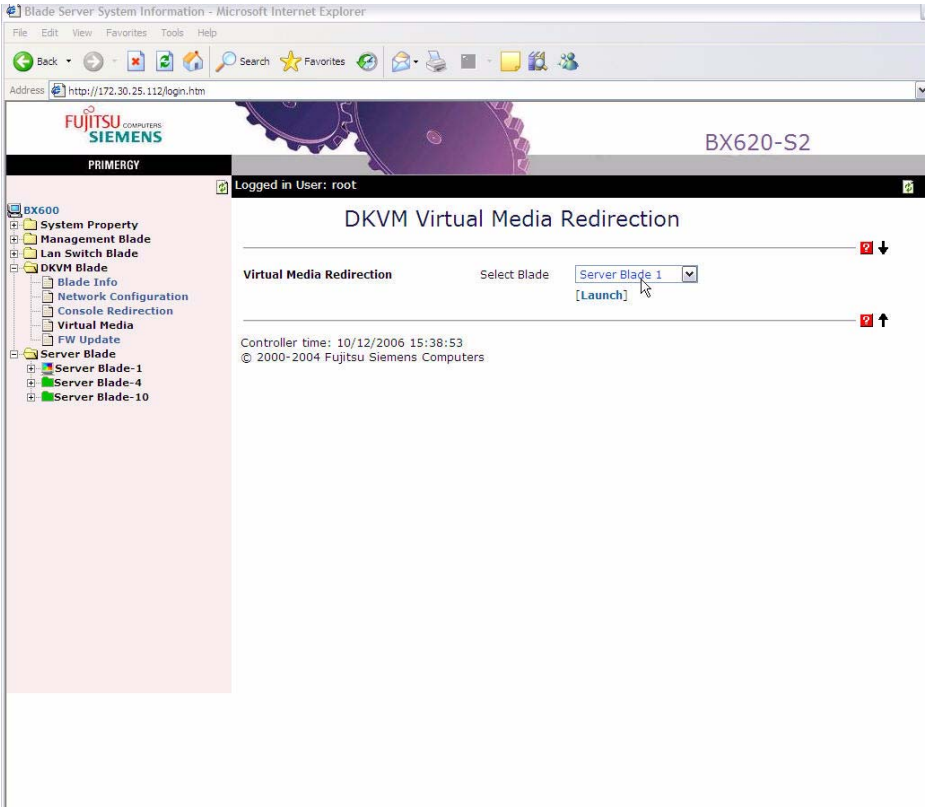 Blade Server System Information - Microsoft Internet Explorer
File Edit View Favorites Tools Help
Back Search Favorites
Address http://172.30.25.112/login.htm
FUJITSU COMPUTERS
SIEMENS
BX620-S2
PRIMERGY
Logged in User: root
BX600
System Property
Management Blade
Lan Switch Blade
DKVM Blade
Blade Info
Network Configuration
Console Redirection
Virtual Media
FW Update
Server Blade
Server Blade-1
Server Blade-4
Server Blade-10
DKVM Virtual Media Redirection
?
Virtual Media Redirection Select Blade Server Blade 1
[Launch]
?
Controller time: 10/12/2006 15:38:53
© 2000-2004 Fujitsu Siemens Computers